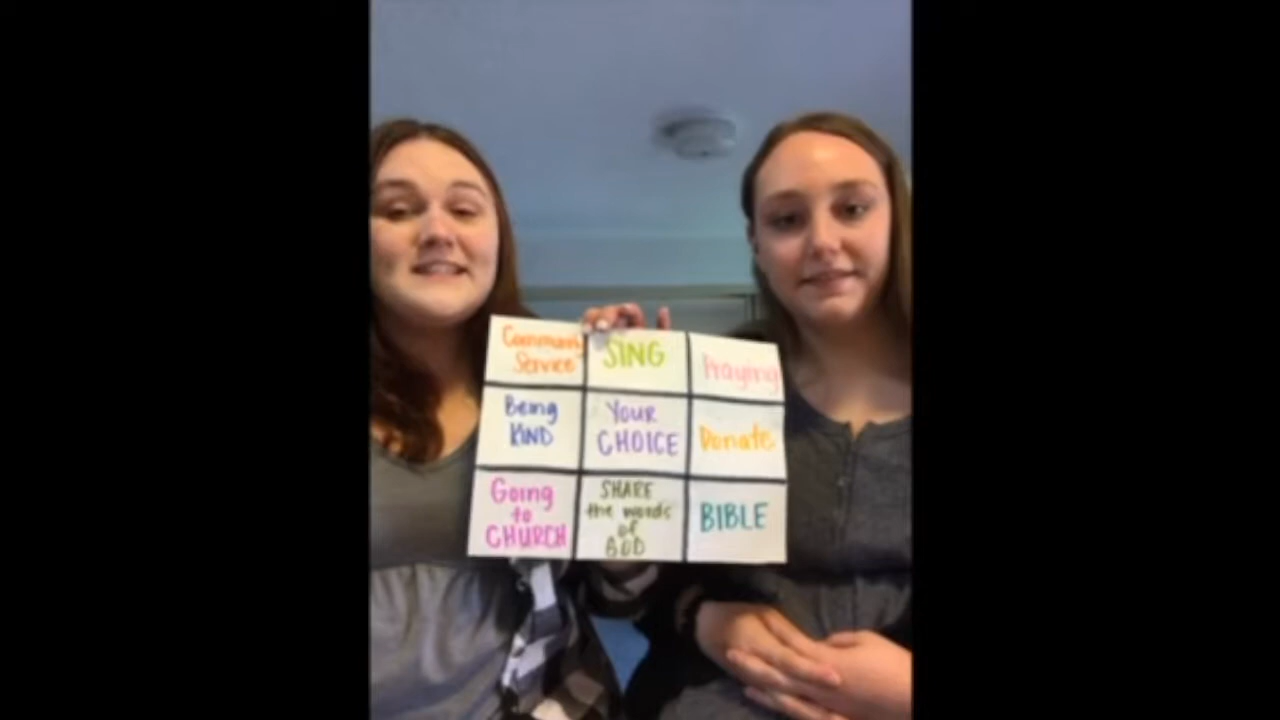 Community
Service
SING
Praying
Being
KIND
YOUR
CHOICE
Donate
Going
to
CHURCH
SHARE
the words
of
GOD
BIBLE